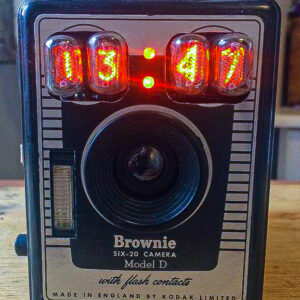 13:47
Brownie
SIX-20 CAMERA
Model D
with flash contacts
MADE IN ENGLAND BY KODAK LIMITED